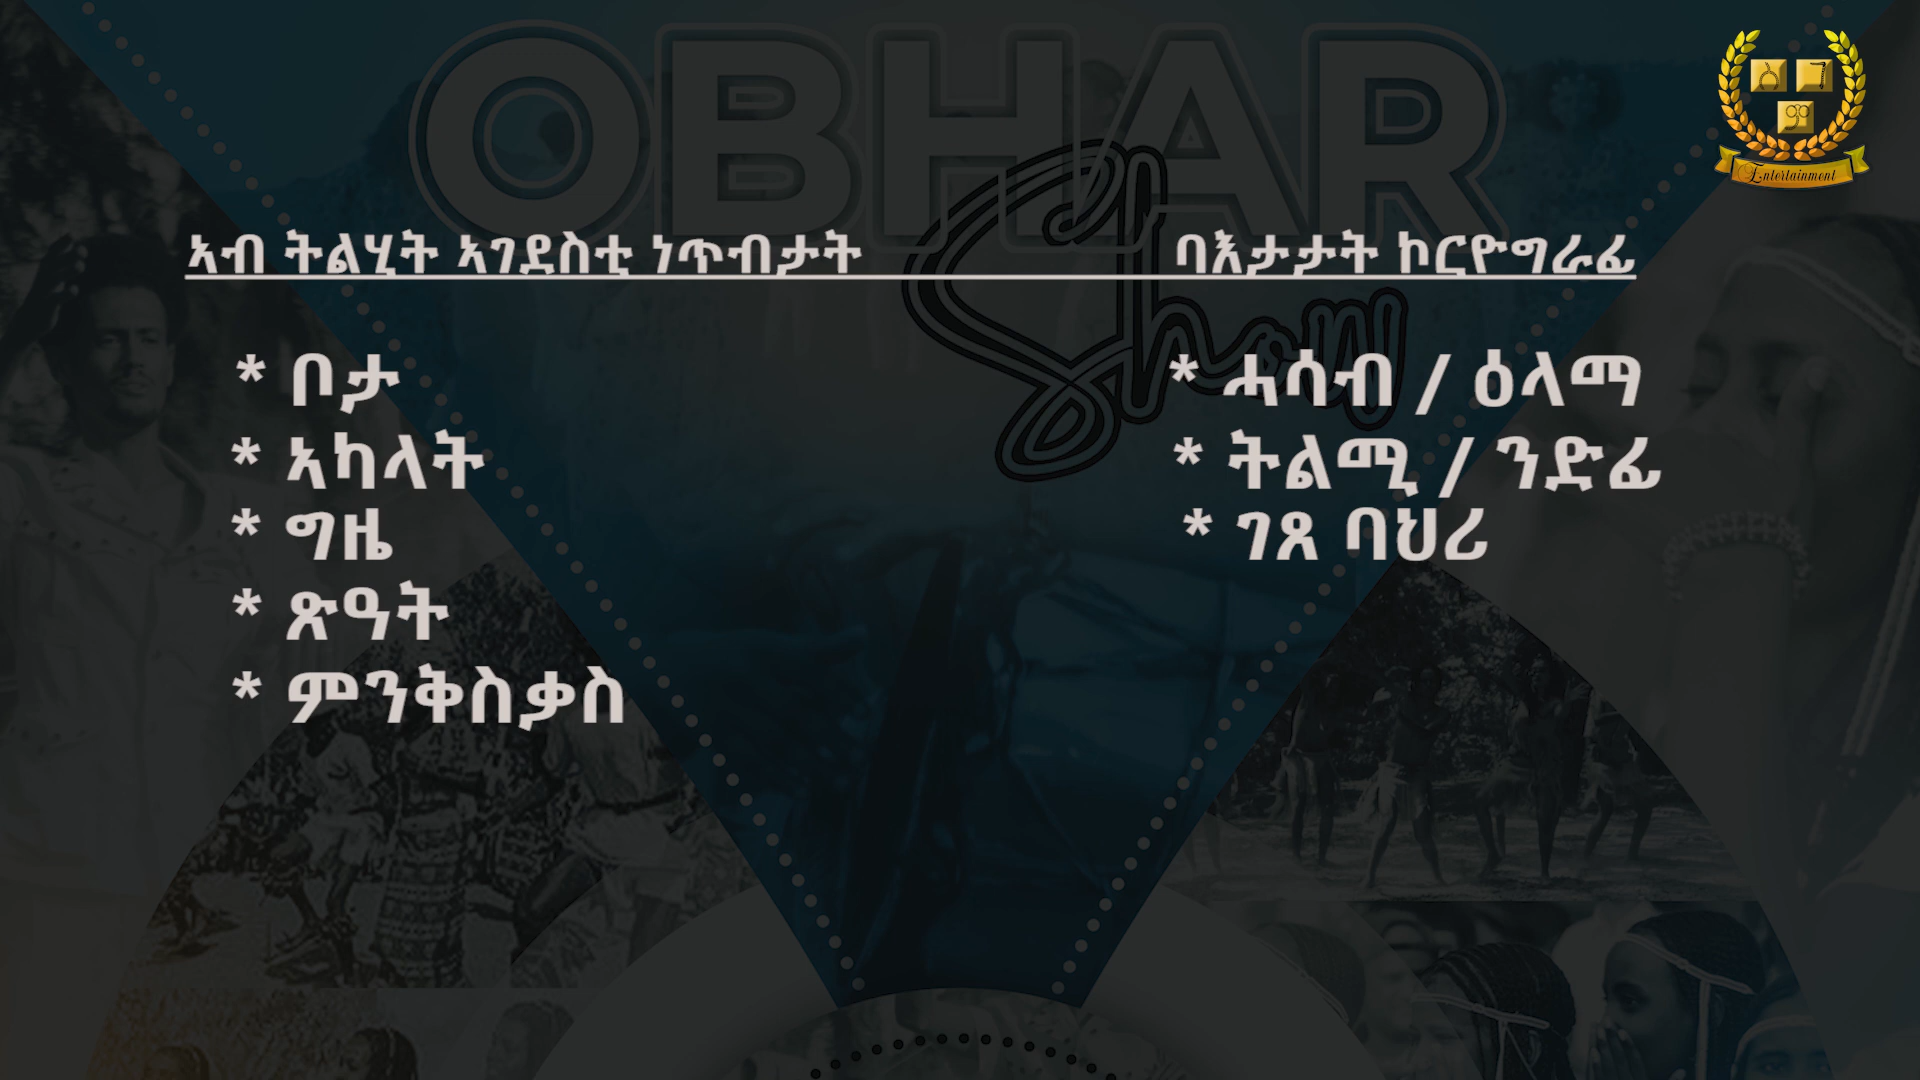 OBHAR
Show
Entertainment
ኣብ ትልሂት ኣገደስቲ ነጥብታት
* ቦታ
* ኣካላት
* ግዜ
* ጽዓት
* ምንቅስቃስ
ባእታታት ኮርዮግራፊ
* ሓሳብ / ዕላማ
* ትልሚ / ንድፊ
* ገጸ ባህሪ